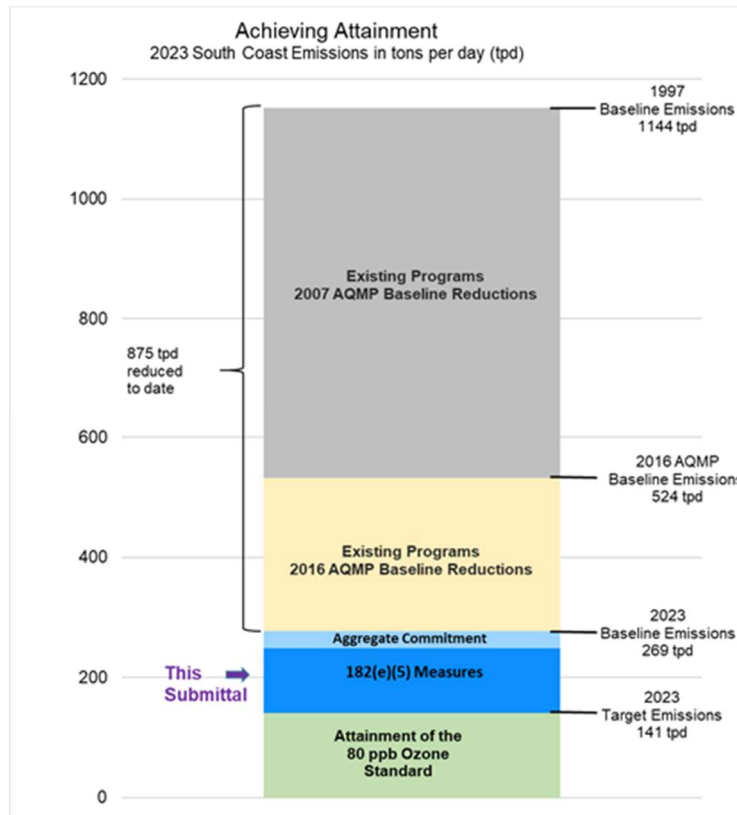 Achieving Attainment
2023 South Coast Emissions in tons per day (tpd)
1200
1997
Baseline Emissions
1144 tpd
1000
Existing Programs
2007 AQMP Baseline Reductions
800
875 tpd
reduced
to date
600
2016 AQMP
Baseline Emissions
524 tpd
400
Existing Programs
2016 AQMP Baseline Reductions
Aggregate Commitment
2023
Baseline Emissions
269 tpd
200
This
Submittal
182(e)(5) Measures
2023
Target Emissions
141 tpd
Attainment of the
80 ppb Ozone
Standard
0